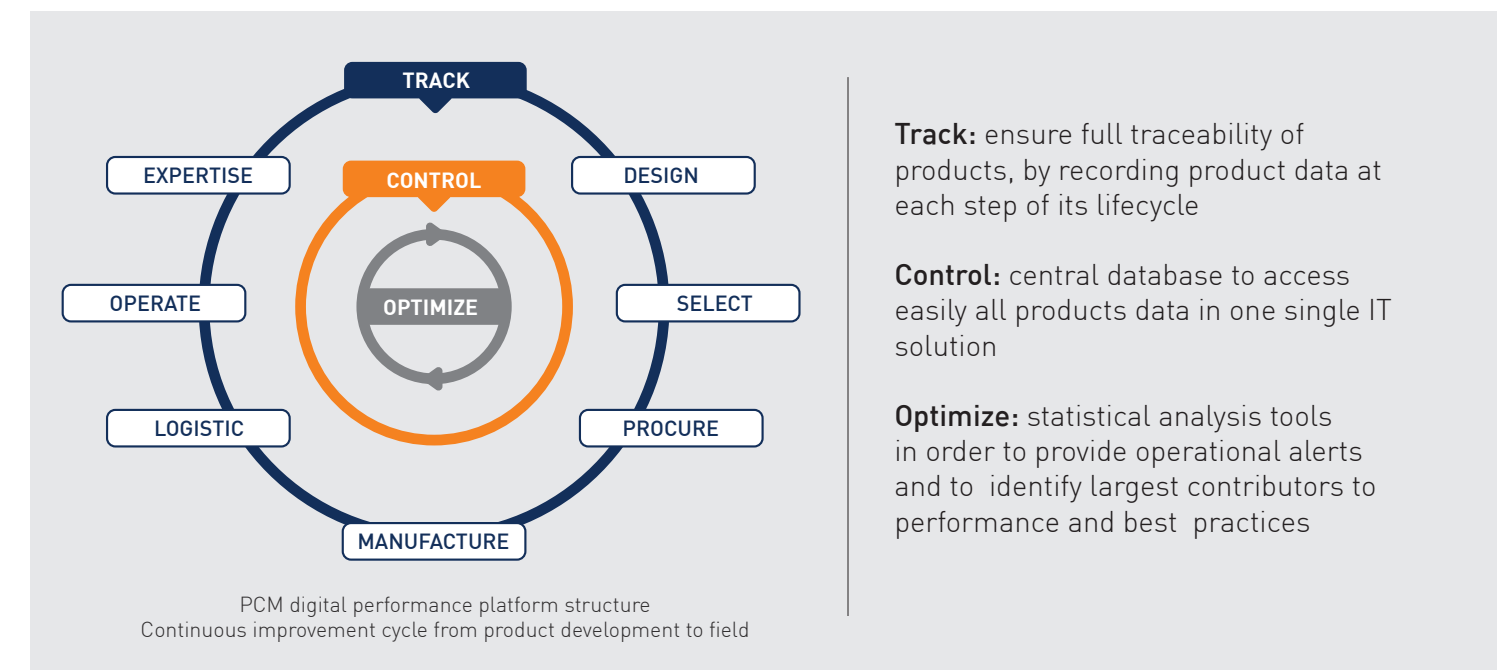 TRACK
EXPERTISE
DESIGN
CONTROL
OPERATE
OPTIMIZE
SELECT
LOGISTIC
PROCURE
MANUFACTURE
PCM digital performance platform structure
Continuous improvement cycle from product development to field
Track: ensure full traceability of
products, by recording product data at
each step of its lifecycle
Control: central database to access
easily all products data in one single IT
solution
Optimize: statistical analysis tools
in order to provide operational alerts
and to  identify largest contributors to
performance and best  practices